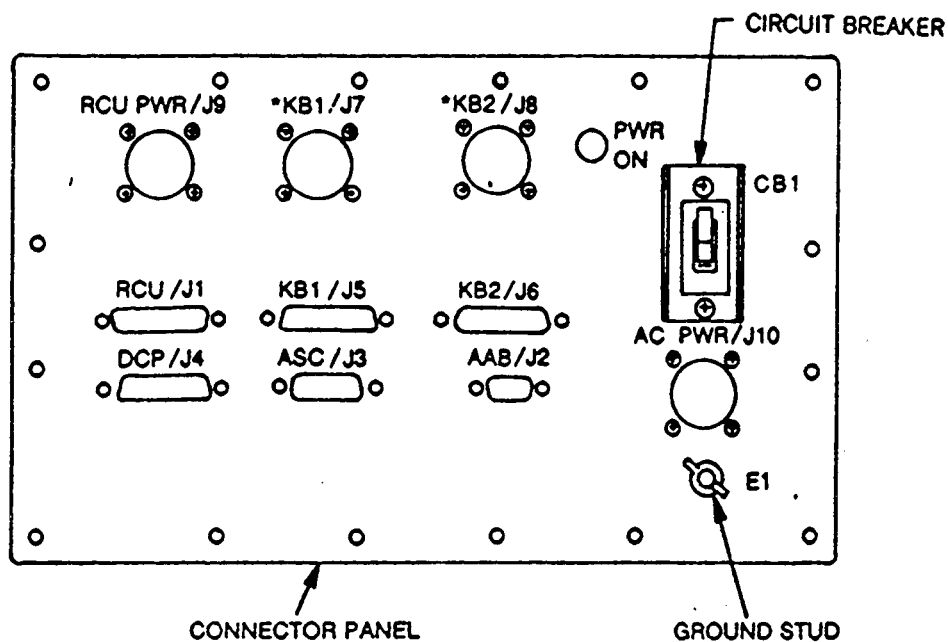 CIRCUIT BREAKER
RCU PWR/J9
*KB1/J7
*KB2/J8
PWR
ON
CB1
RCU/J1
KB1/J5
KB2/J6
AC PWR/J10
DCP/J4
ASC/J3
AAB/J2
E1
CONNECTOR PANEL
GROUND STUD